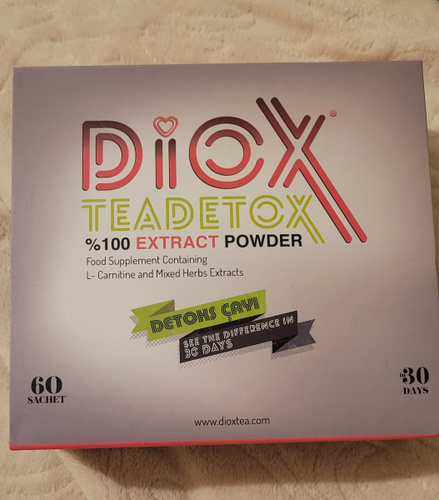 DiOX
TEADETOX
%100 EXTRACT POWDER
Food Supplement Containing
L- Carnitine and Mixed Herbs Extracts
DETOKS ÇAYI
SEE THE DIFFERENCE IN
30 DAYS
60
SACHET
in 30
DAYS
www.dioxtea.com